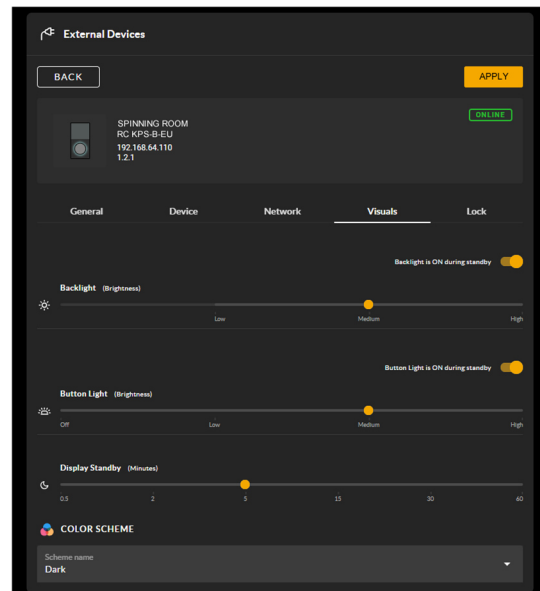 External Devices
BACK
APPLY
SPINNING ROOM
RC KPS-B-EU
192.168.64.110
1.2.1
ONLINE
General Device Network Visuals Lock
Backlight is ON during standby
Backlight (Brightness)
Low Medium High
Button Light is ON during standby
Button Light (Brightness)
Off Low Medium High
Display Standby (Minutes)
0.5 2 5 15 30 60
COLOR SCHEME
Scheme name
Dark